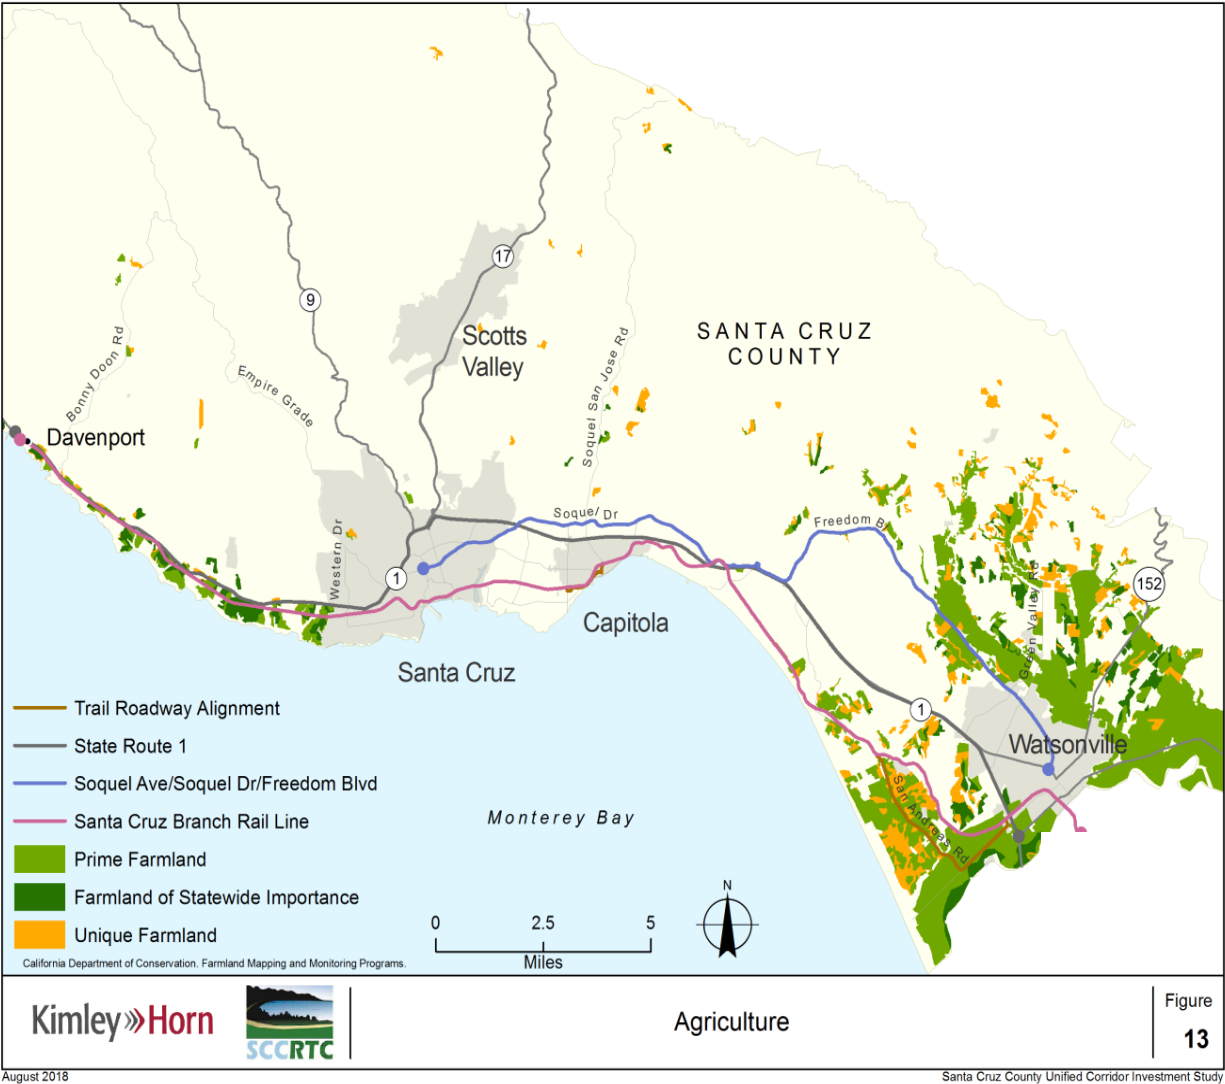 17
9
Scotts
Valley
SANTA CRUZ
COUNTY
Bonny Doon Rd
Empire Grade
Soquel San Jose Rd
Davenport
Western Dr
Soquel Dr
Freedom Bl
1
152
Green Valley Rd
Capitola
Santa Cruz
1
Watsonville
San Andreas Rd
Monterey Bay
Trail Roadway Alignment
State Route 1
Soquel Ave/Soquel Dr/Freedom Blvd
Santa Cruz Branch Rail Line
Prime Farmland
Farmland of Statewide Importance
Unique Farmland
California Department of Conservation. Farmland Mapping and Monitoring Programs.
0 2.5 5
Miles
N
Kimley»Horn
SCCRTC
Agriculture
Figure
13
August 2018
Santa Cruz County Unified Corridor Investment Study